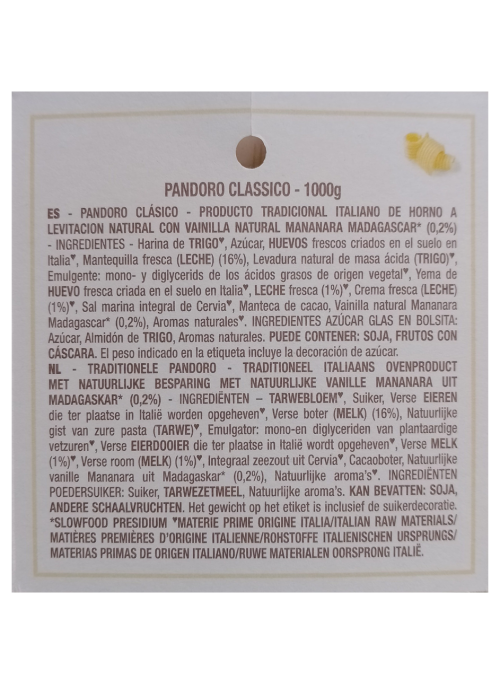 PANDORO CLASSICO - 1000g
ES - PANDORO CLÁSICO - PRODUCTO TRADICIONAL ITALIANO DE HORNO A
LEVITACION NATURAL CON VAINILLA NATURAL MANANARA MADAGASCAR* (0,2%)
- INGREDIENTES - Harina de TRIGO♥, Azúcar, HUEVOS frescos criados en el suelo en
Italia♥, Mantequilla fresca (LECHE) (16%), Levadura natural de masa ácida (TRIGO)♥,
Emulgente: mono- y diglycerids de los ácidos grasos de origen vegetal♥, Yema de
HUEVO fresca criada en el suelo en Italia♥, LECHE fresca (1%)♥, Crema fresca (LECHE)
(1%)♥, Sal marina integral de Cervia♥, Manteca de cacao, Vainilla natural Mananara
Madagascar* (0,2%), Aromas naturales♥. INGREDIENTES AZÚCAR GLAS EN BOLSITA:
Azúcar, Almidón de TRIGO, Aromas naturales. PUEDE CONTENER: SOJA, FRUTOS CON
CÁSCARA. El peso indicado en la etiqueta incluye la decoración de azúcar.
NL - TRADITIONELE PANDORO - TRADITIONEEL ITALIAANS OVENPRODUCT
MET NATUURLIJKE BESPARING MET NATUURLIJKE VANILLE MANANARA UIT
MADAGASKAR* (0,2%) - INGREDIËNTEN – TARWEBLOEM♥, Suiker, Verse EIEREN
die ter plaatse in Italië worden opgeheven♥, Verse boter (MELK) (16%), Natuurlijke
gist van zure pasta (TARWE)♥, Emulgator: mono-en diglyceriden van plantaardige
vetzuren♥, Verse EIERDOOIER die ter plaatse in Italië wordt opgeheven♥, Verse MELK
(1%)♥, Verse room (MELK) (1%)♥, Integraal zeezout uit Cervia♥, Cacaoboter, Natuurlijke
vanille Mananara uit Madagaskar* (0,2%), Natuurlijke aroma's♥. INGREDIËNTEN
POEDERSUIKER: Suiker, TARWEZETMEEL, Natuurlijke aroma's. KAN BEVATTEN: SOJA,
ANDERE SCHAALVRUCHTEN. Het gewicht op het etiket is inclusief de suikerdecoratie.
*SLOWFOOD PRESIDIUM ♥MATERIE PRIME ORIGINE ITALIA/ITALIAN RAW MATERIALS/
MATIÈRES PREMIÈRES D'ORIGINE ITALIENNE/ROHSTOFFE ITALIENISCHEN URSPRUNGS/
MATERIAS PRIMAS DE ORIGEN ITALIANO/RUWE MATERIALEN OORSPRONG ITALIË.